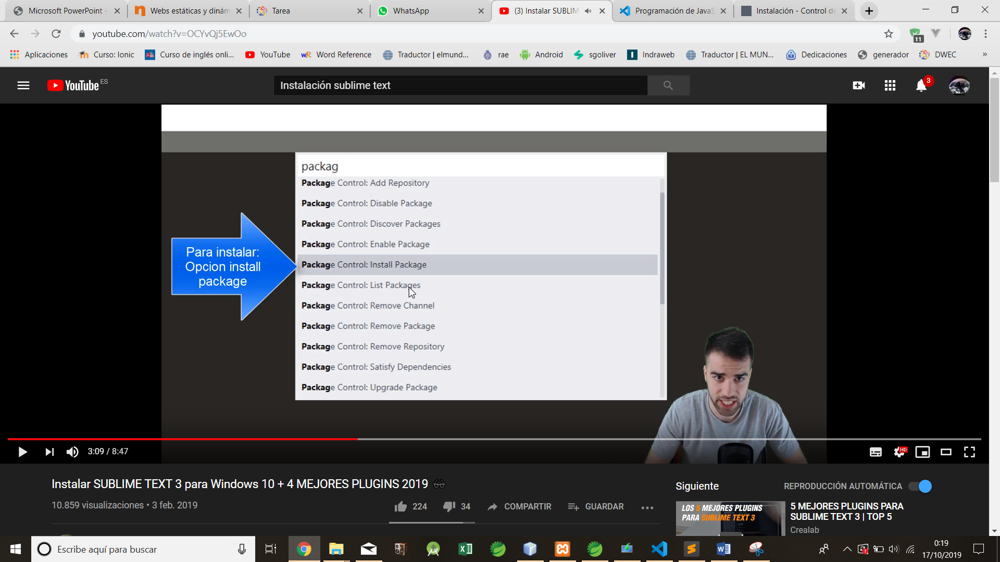 Microsoft PowerPoint -
Webs estáticas y dinám
Tarea
WhatsApp
(3) Instalar SUBLIM
Programación de JavaS
Instalación - Control de
youtube.com/watch?v=OCYvQj5EwOo
11
Aplicaciones
Curso: Ionic
Curso de inglés onli...
YouTube
wR Word Reference
Traductor | elmund...
rae
Android
sgoliver
Indraweb
Traductor | EL MUN...
Dedicaciones
generador
DWEC
»
YouTube ES
Instalación sublime text
3
packag
Package Control: Add Repository
Package Control: Disable Package
Package Control: Discover Packages
Package Control: Enable Package
Package Control: Install Package
Package Control: List Packages
Package Control: Remove Channel
Package Control: Remove Package
Package Control: Remove Repository
Package Control: Satisfy Dependencies
Package Control: Upgrade Package
Para instalar:
Opcion install
package
3:09 / 8:47
HD
Instalar SUBLIME TEXT 3 para Windows 10 + 4 MEJORES PLUGINS 2019
10.859 visualizaciones • 3 feb. 2019
224
34
COMPARTIR
GUARDAR
Siguiente
REPRODUCCIÓN AUTOMÁTICA
LOS 5 MEJORES PLUGINS
PARA SUBLIME TEXT 3
5 MEJORES PLUGINS PARA
SUBLIME TEXT 3 | TOP 5
Crealab
Escribe aquí para buscar
0:19
17/10/2019